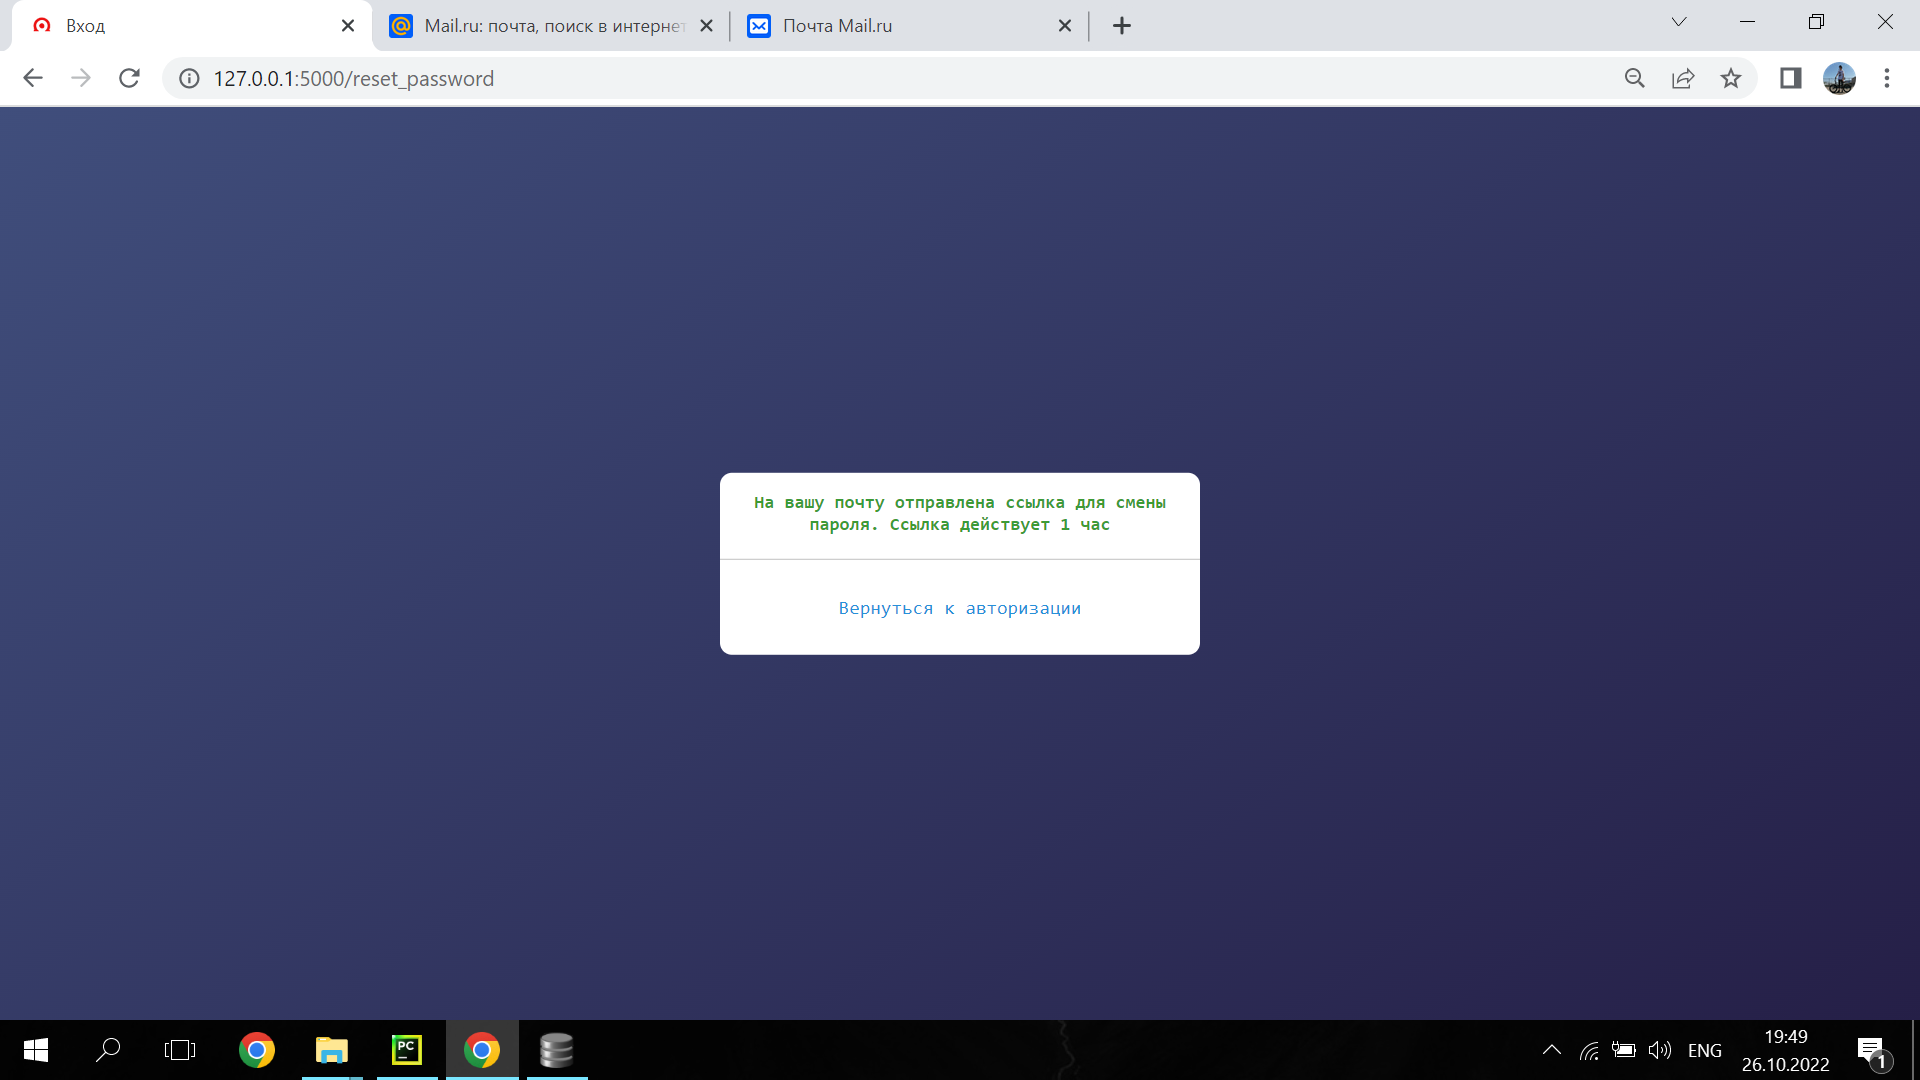 Вход
Mail.ru: почта, поиск в интернет
Почта Mail.ru
127.0.0.1:5000/reset_password
На вашу почту отправлена ссылка для смены
пароля. Ссылка действует 1 час
Вернуться к авторизации
PC
ENG
19:49
26.10.2022
1